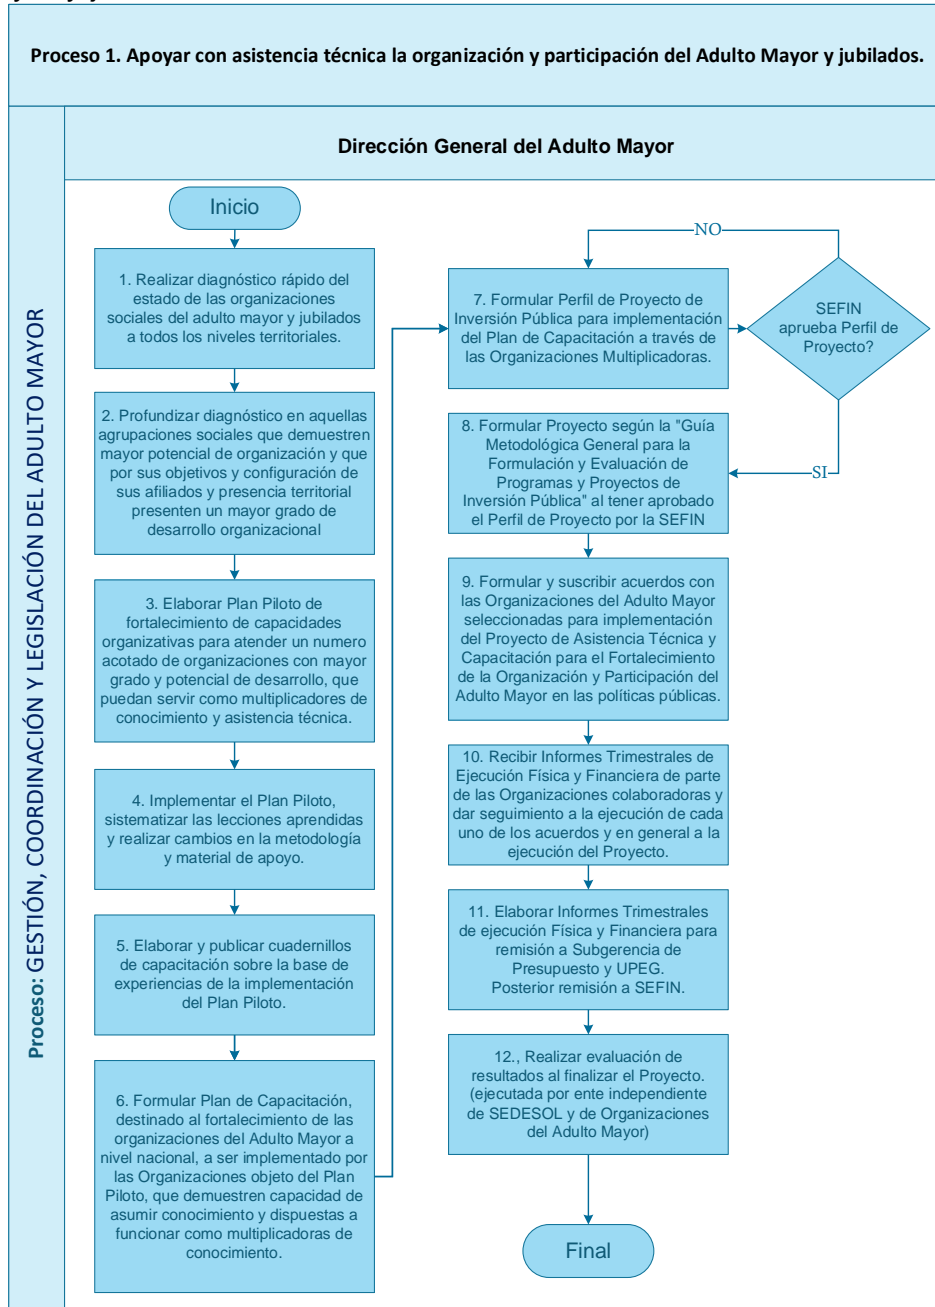 Proceso 1. Apoyar con asistencia técnica la organización y participación del Adulto Mayor y jubilados.
Dirección General del Adulto Mayor
Proceso: GESTIÓN, COORDINACIÓN Y LEGISLACIÓN DEL ADULTO MAYOR
Inicio
1. Realizar diagnóstico rápido del
estado de las organizaciones
sociales del adulto mayor y jubilados
a todos los niveles territoriales.
2. Profundizar diagnóstico en aquellas
agrupaciones sociales que demuestren
mayor potencial de organización y que
por sus objetivos y configuración de
sus afiliados y presencia territorial
presenten un mayor grado de
desarrollo organizacional
3. Elaborar Plan Piloto de
fortalecimiento de capacidades
organizativas para atender un numero
acotado de organizaciones con mayor
grado y potencial de desarrollo, que
puedan servir como multiplicadores de
conocimiento y asistencia técnica.
4. Implementar el Plan Piloto,
sistematizar las lecciones aprendidas
y realizar cambios en la metodología
y material de apoyo.
5. Elaborar y publicar cuadernillos
de capacitación sobre la base de
experiencias de la implementación
del Plan Piloto.
6. Formular Plan de Capacitación,
destinado al fortalecimiento de las
organizaciones del Adulto Mayor a
nivel nacional, a ser implementado por
las Organizaciones objeto del Plan
Piloto, que demuestren capacidad de
asumir conocimiento y dispuestas a
funcionar como multiplicadoras de
conocimiento.
7. Formular Perfil de Proyecto de
Inversión Pública para implementación
del Plan de Capacitación a través de
las Organizaciones Multiplicadoras.
NO
SEFIN
aprueba Perfil de
Proyecto?
SI
8. Formular Proyecto según la "Guía
Metodológica General para la
Formulación y Evaluación de
Programas y Proyectos de
Inversión Pública" al tener aprobado
el Perfil de Proyecto por la SEFIN
9. Formular y suscribir acuerdos con
las Organizaciones del Adulto Mayor
seleccionadas para implementación
del Proyecto de Asistencia Técnica y
Capacitación para el Fortalecimiento
de la Organización y Participación del
Adulto Mayor en las políticas públicas.
10. Recibir Informes Trimestrales de
Ejecución Física y Financiera de parte
de las Organizaciones colaboradoras y
dar seguimiento a la ejecución de cada
uno de los acuerdos y en general a la
ejecución del Proyecto.
11. Elaborar Informes Trimestrales
de ejecución Física y Financiera para
remisión a Subgerencia de
Presupuesto y UPEG.
Posterior remisión a SEFIN.
12., Realizar evaluación de
resultados al finalizar el Proyecto.
(ejecutada por ente independiente
de SEDESOL y de Organizaciones
del Adulto Mayor)
Final